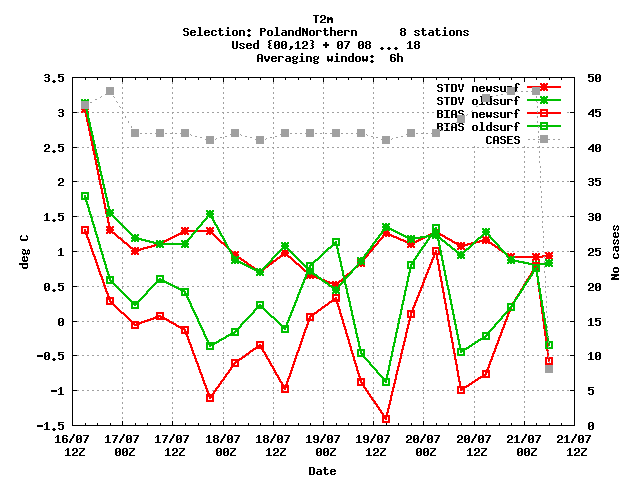 T2m
Selection: PolandNorthern 8 stations
Used {00,12} + 07 08 ... 18
Averaging window: 6h
STDV newsurf
STDV oldsurf
BIAS newsurf
BIAS oldsurf
CASES
3.5
3
2.5
2
1.5
1
0.5
0
-0.5
-1
-1.5
deg C
50
45
40
35
30
25
20
15
10
5
0
No cases
16/07 17/07 17/07 18/07 18/07 19/07 19/07 20/07 20/07 21/07 21/07
12Z 00Z 12Z 00Z 12Z 00Z 12Z 00Z 12Z 00Z 12Z
Date